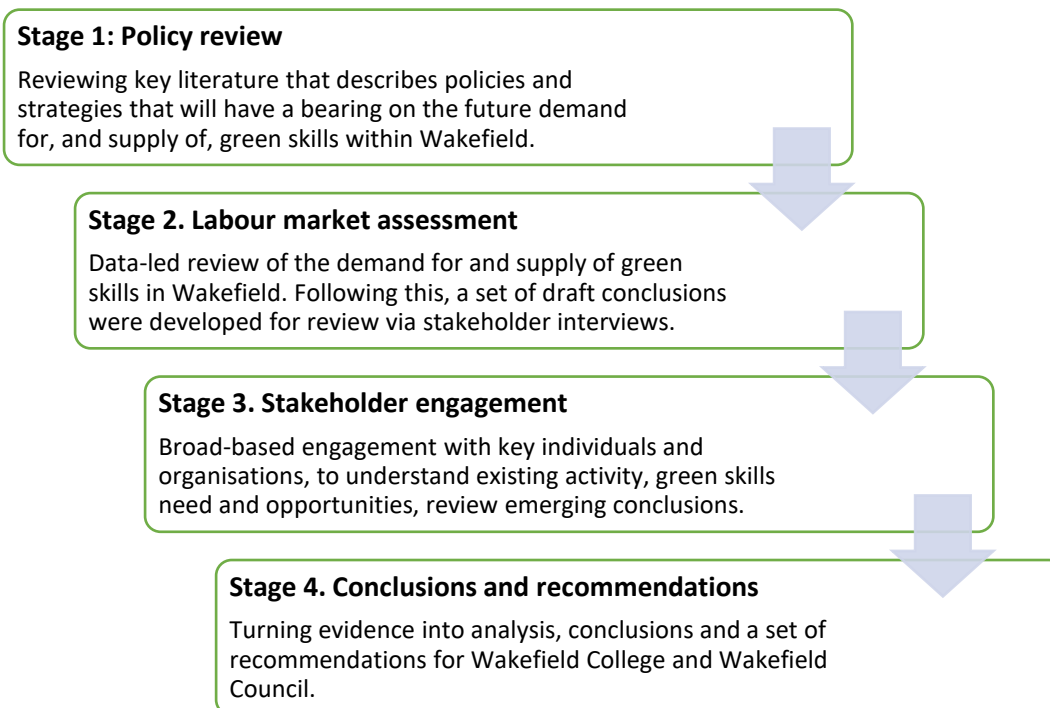 Stage 1: Policy review
Reviewing key literature that describes policies and
strategies that will have a bearing on the future demand
for, and supply of, green skills within Wakefield.
Stage 2. Labour market assessment
Data-led review of the demand for and supply of green
skills in Wakefield. Following this, a set of draft conclusions
were developed for review via stakeholder interviews.
Stage 3. Stakeholder engagement
Broad-based engagement with key individuals and
organisations, to understand existing activity, green skills
need and opportunities, review emerging conclusions.
Stage 4. Conclusions and recommendations
Turning evidence into analysis, conclusions and a set of
recommendations for Wakefield College and Wakefield
Council.